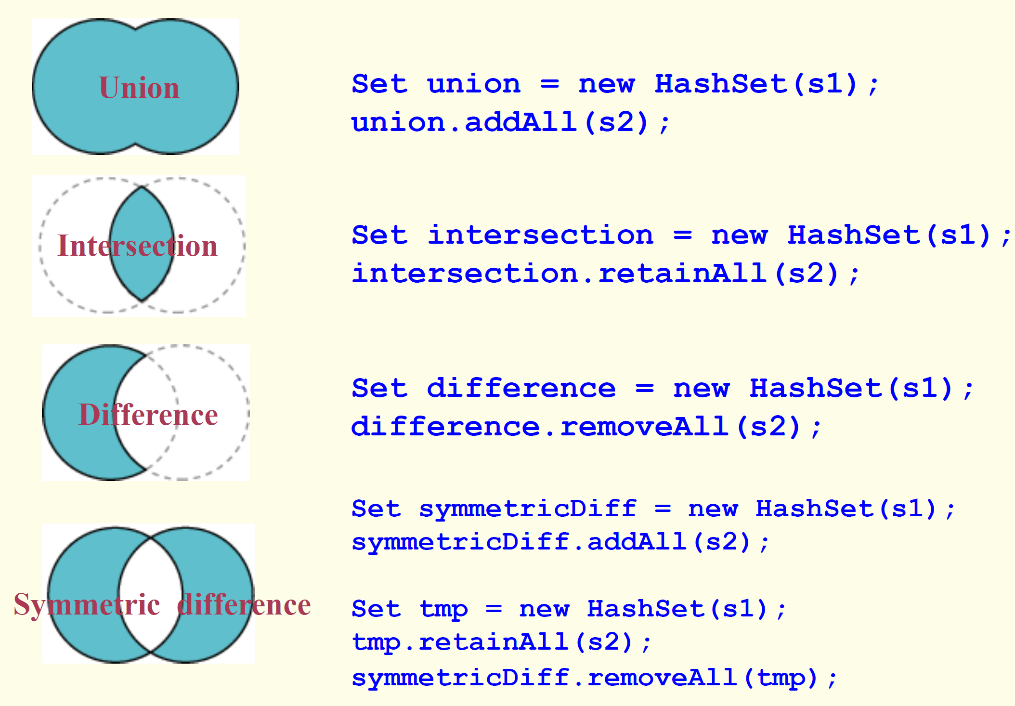 Union
Set union = new HashSet(s1);
union.addAll(s2);
Intersection
Set intersection = new HashSet(s1);
intersection.retainAll(s2);
Difference
Set difference = new HashSet(s1);
difference.removeAll(s2);
Symmetric difference
Set symmetricDiff = new HashSet(s1);
symmetricDiff.addAll(s2);
Set tmp = new HashSet(s1);
tmp.retainAll(s2);
symmetricDiff.removeAll(tmp);